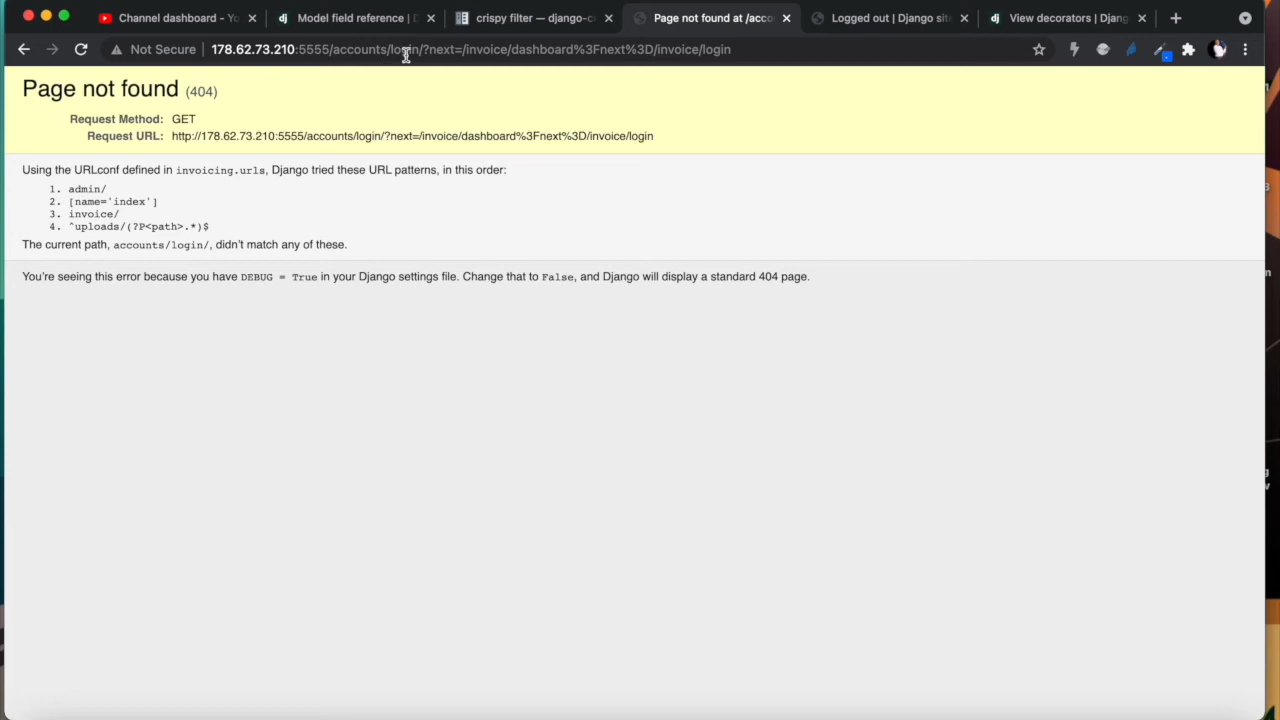 Channel dashboard - Yo
Model field reference | D
crispy filter — django-c
Page not found at /acco
Logged out | Django site
View decorators | Djang
Not Secure
178.62.73.210:5555/accounts/login/?next=/invoice/dashboard%3Fnext%3D/invoice/login
Page not found (404)
Request Method: GET
Request URL: http://178.62.73.210:5555/accounts/login/?next=/invoice/dashboard%3Fnext%3D/invoice/login
Using the URLconf defined in invoicing.urls, Django tried these URL patterns, in this order:
1. admin/
2. [name='index']
3. invoice/
4. ^uploads/(?P<path>.*)$
The current path, accounts/login/, didn't match any of these.
You're seeing this error because you have DEBUG = True in your Django settings file. Change that to False, and Django will display a standard 404 page.